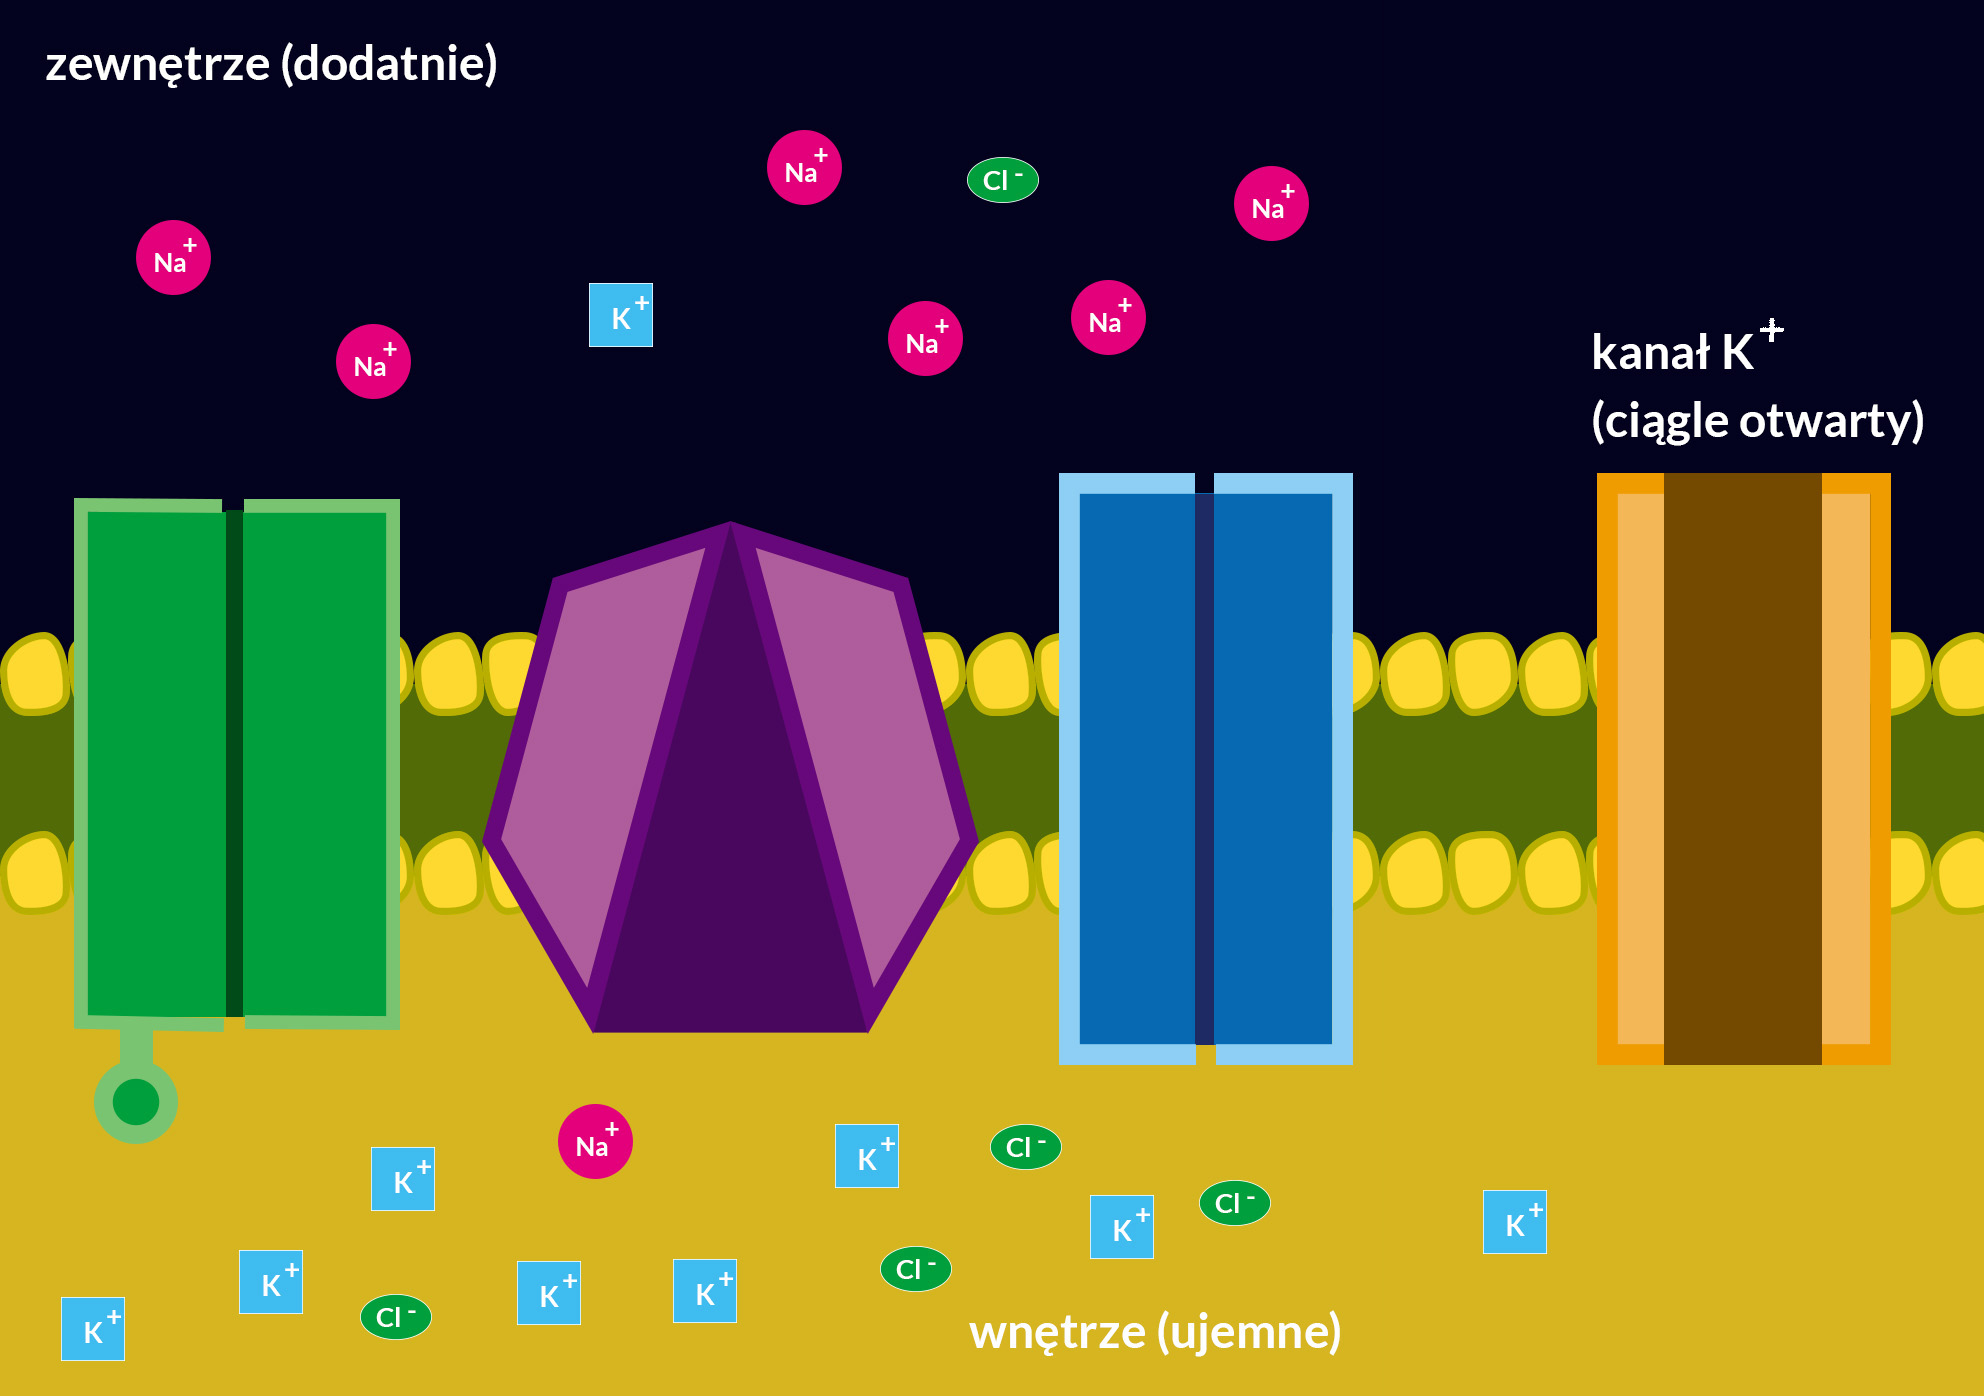 zewnętrze (dodatnie)
Na+
Cl-
Na+
Na+
K+
Na+
Na+
Na+
kanał K+
(ciągle otwarty)
Na+
K+
Cl-
K+
Cl-
K+
K+
Cl-
K+
K+
K+
Cl-
K+
wnętrze (ujemne)